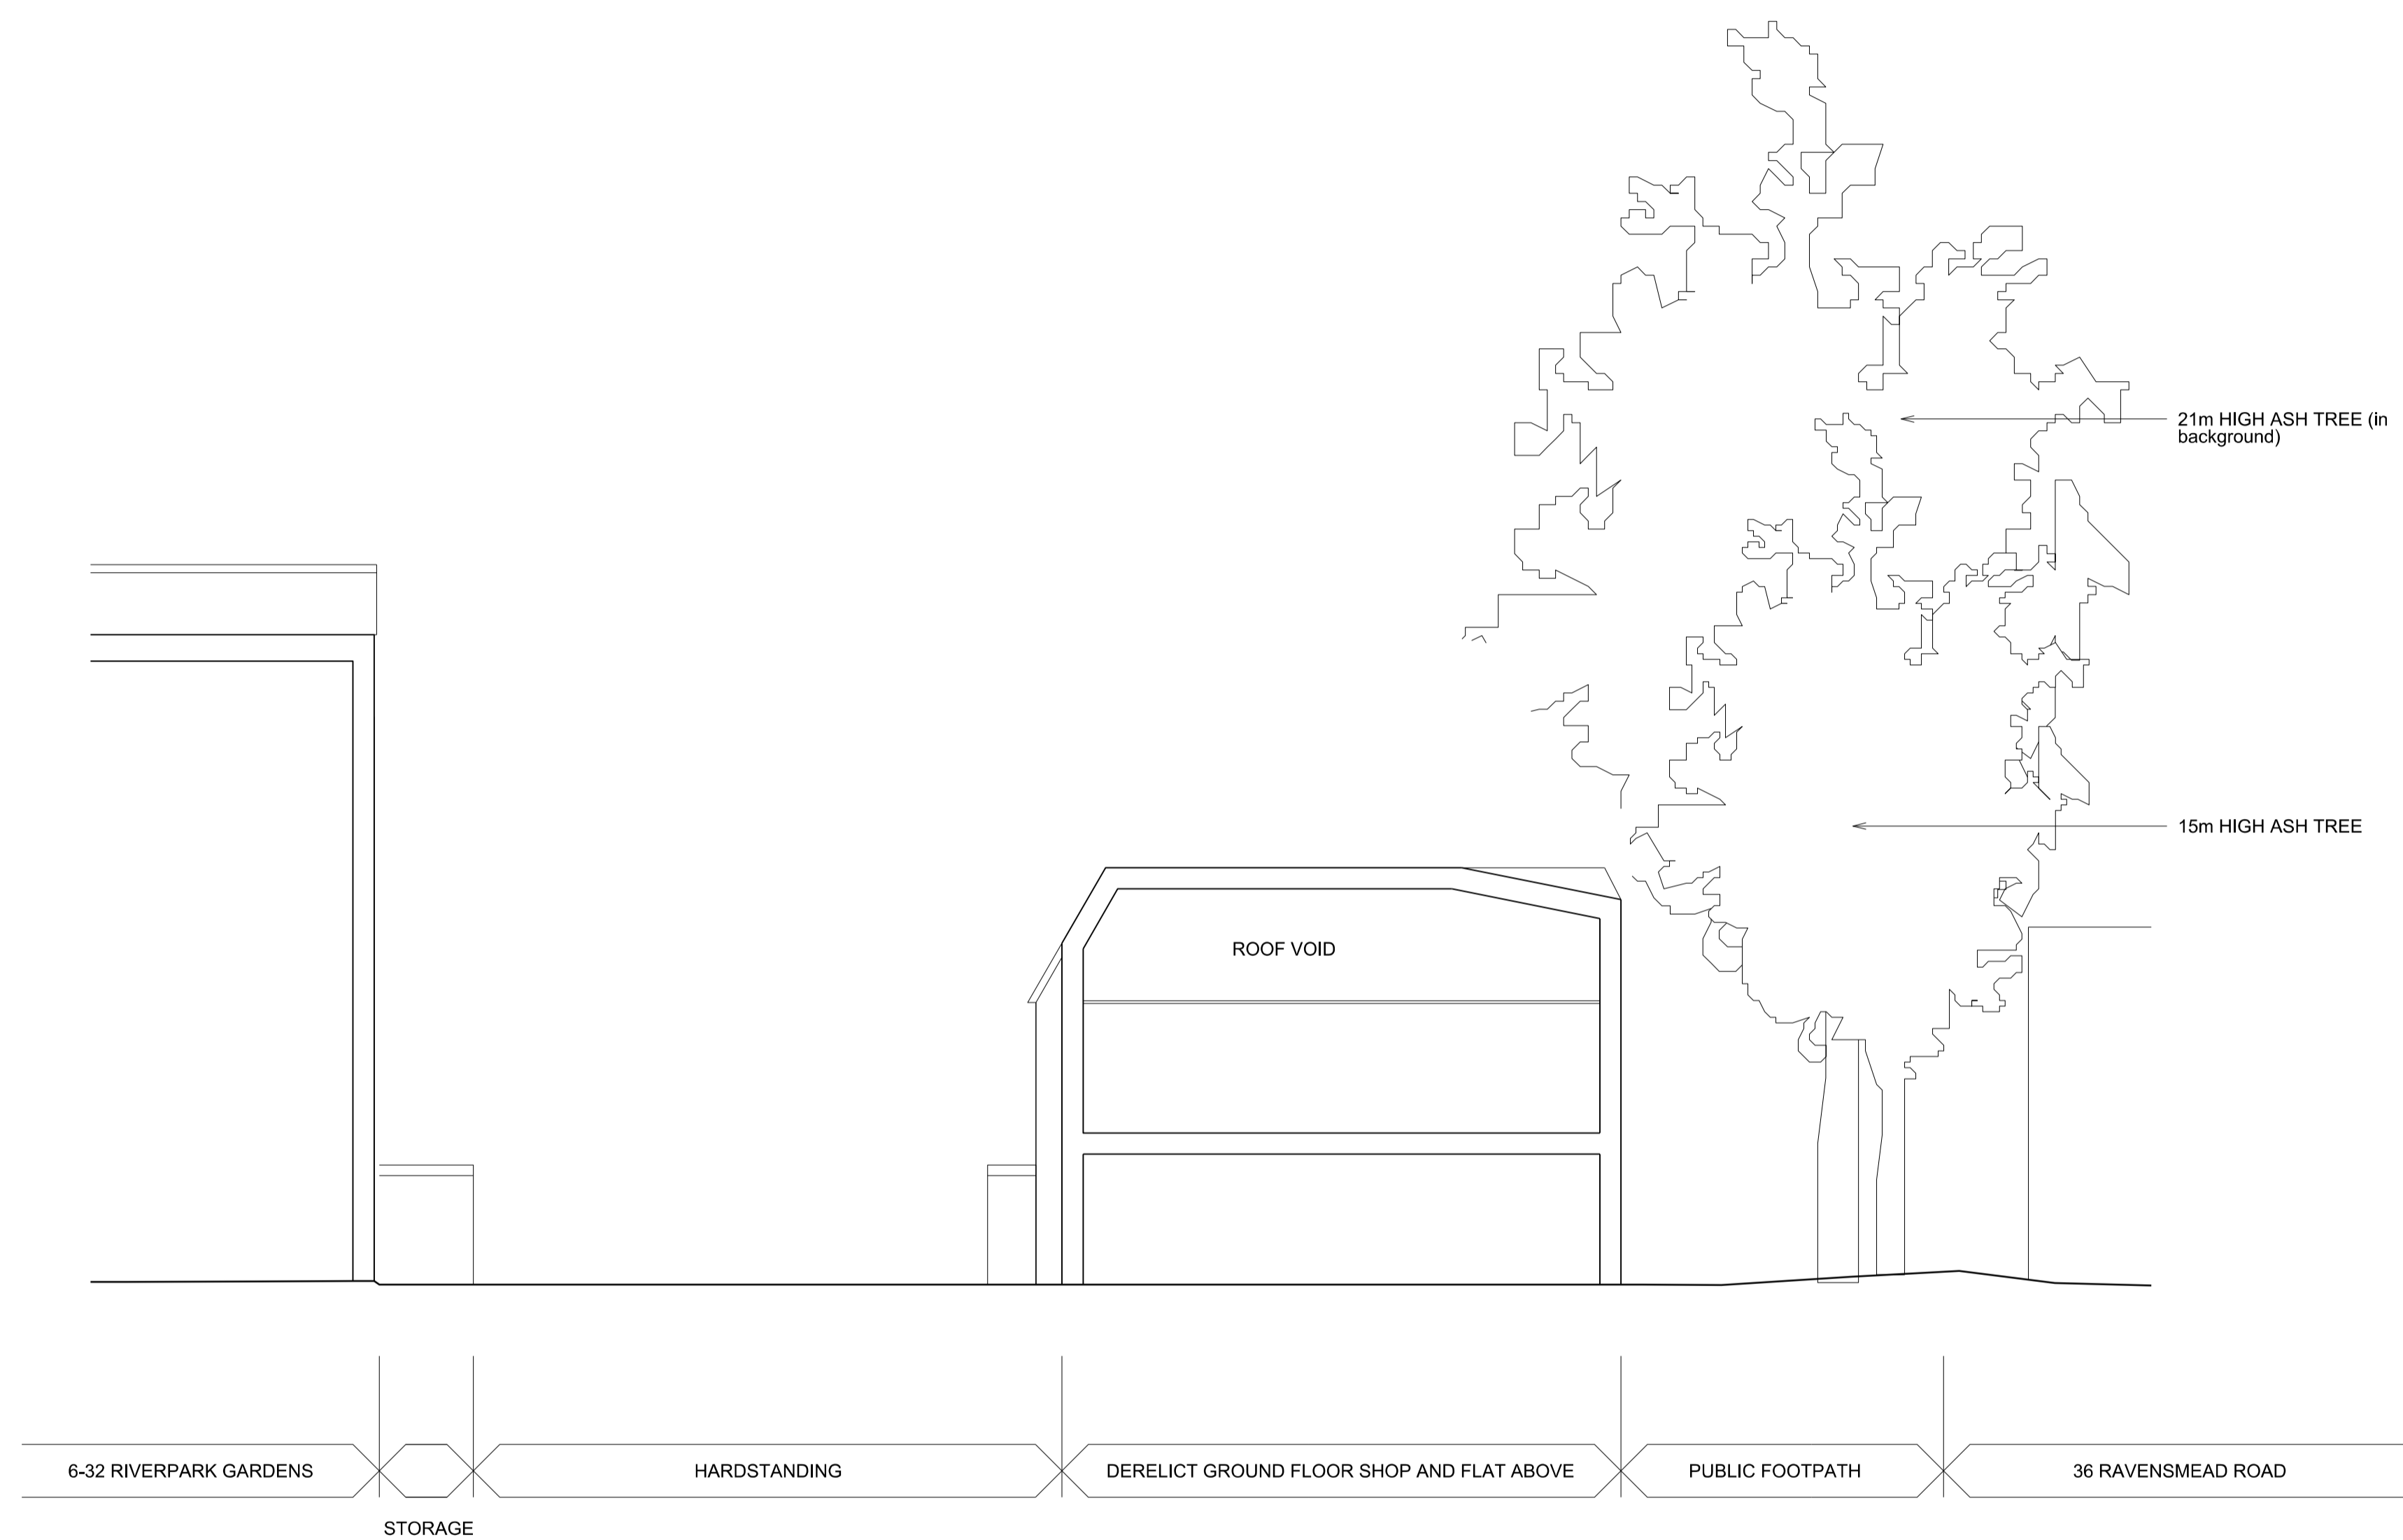 21m HIGH ASH TREE (in
background)
15m HIGH ASH TREE
ROOF VOID
6-32 RIVERPARK GARDENS
HARDSTANDING
DERELICT GROUND FLOOR SHOP AND FLAT ABOVE
PUBLIC FOOTPATH
36 RAVENSMEAD ROAD
STORAGE